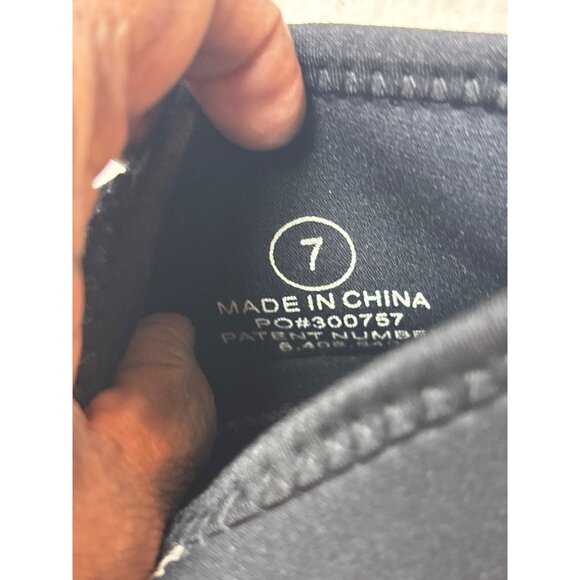 7
MADE IN CHINA
PO#300757
PATENT